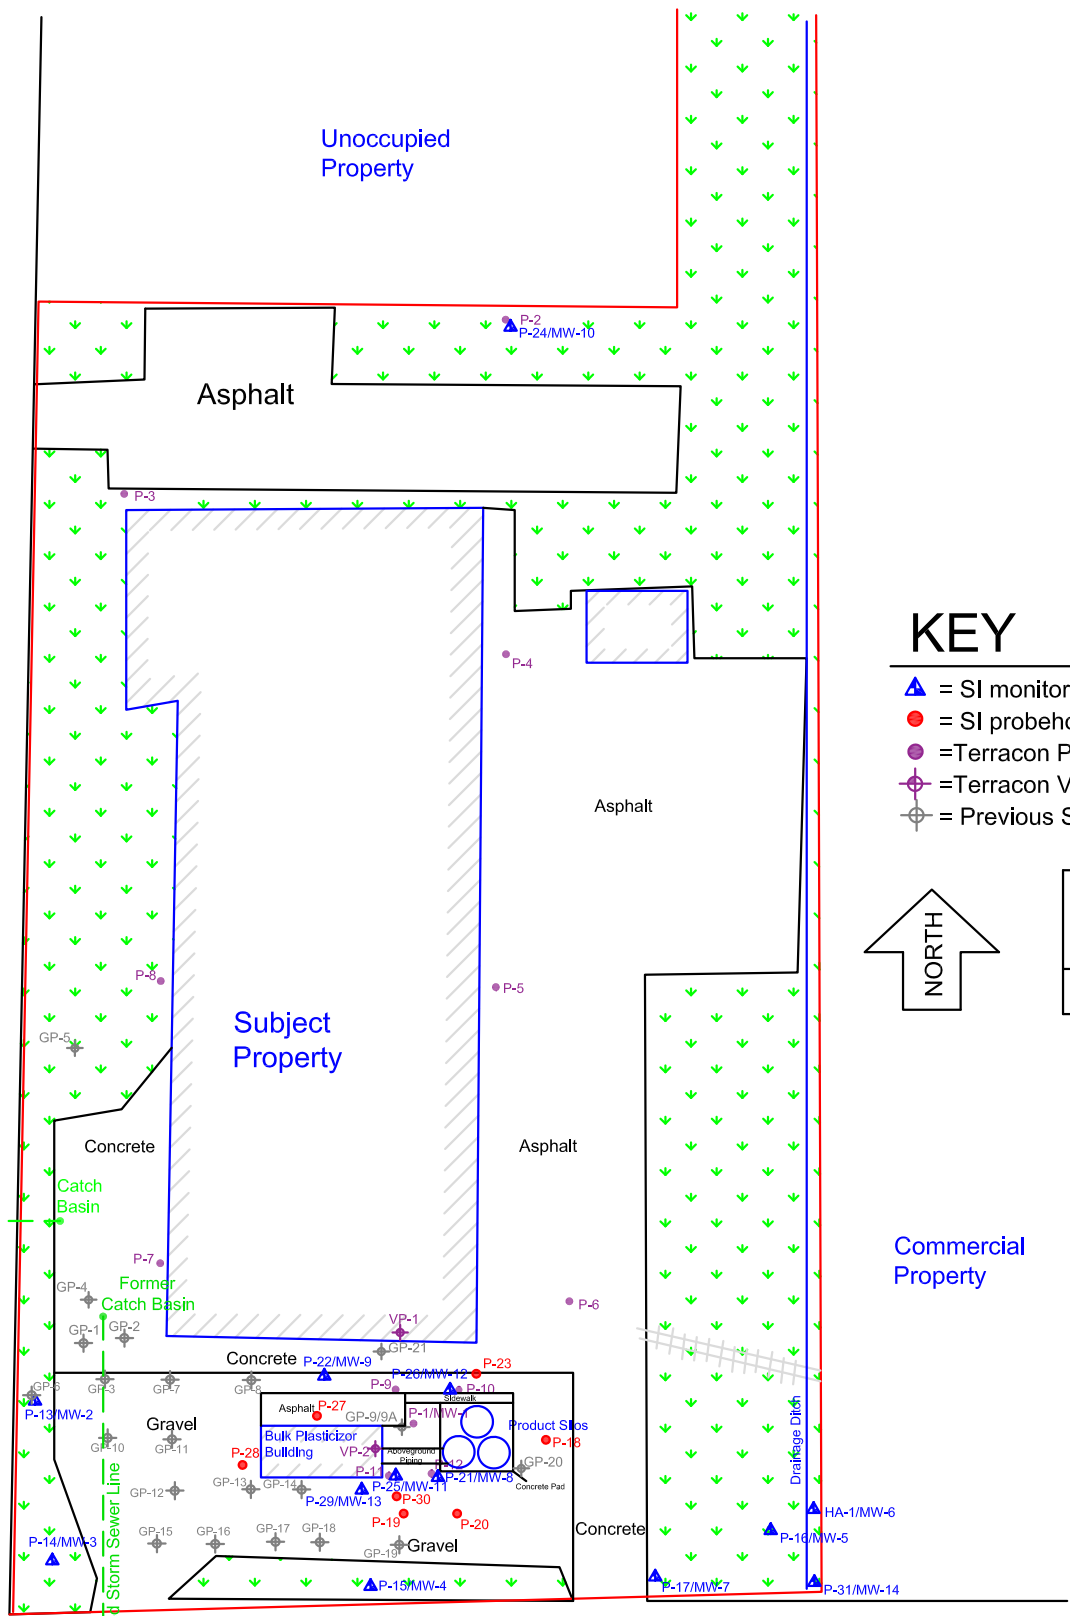 Unoccupied
Property
P-2
P-24/MW-10
Asphalt
P-3
KEY
P-4
= SI monitor
= SI probeho
=Terracon P
=Terracon V
= Previous S
Asphalt
NORTH
P-8
P-5
GP-5
Subject
Property
Concrete
Asphalt
Catch
Basin
Commercial
Property
P-7
Former
Catch Basin
GP-4
P-6
VP-1
GP-1
GP-2
GP-21
Concrete
P-22/MW-9
P-26/MW-12
P-23
GP-6
GP-3
GP-7
GP-8
P-9
P-10
P-13/MW-2
Sidewalk
Asphalt
P-27
GP-9/9A
P-1/MW-1
Gravel
Product Silos
Bulk Plasticizor
Building
VP-2
P-18
GP-10
GP-11
Aboveground
Piping
P-28
P-11
P-12
GP-20
P-21/MW-8
P-25/MW-11
Concrete Pad
GP-12
GP-13
GP-14
P-29/MW-13
P-30
Drainage Ditch
P-19
P-20
HA-1/MW-6
d Storm Sewer Line
GP-15
GP-16
GP-17
GP-18
GP-19
Gravel
Concrete
P-16/MW-5
P-14/MW-3
P-15/MW-4
P-17/MW-7
P-31/MW-14